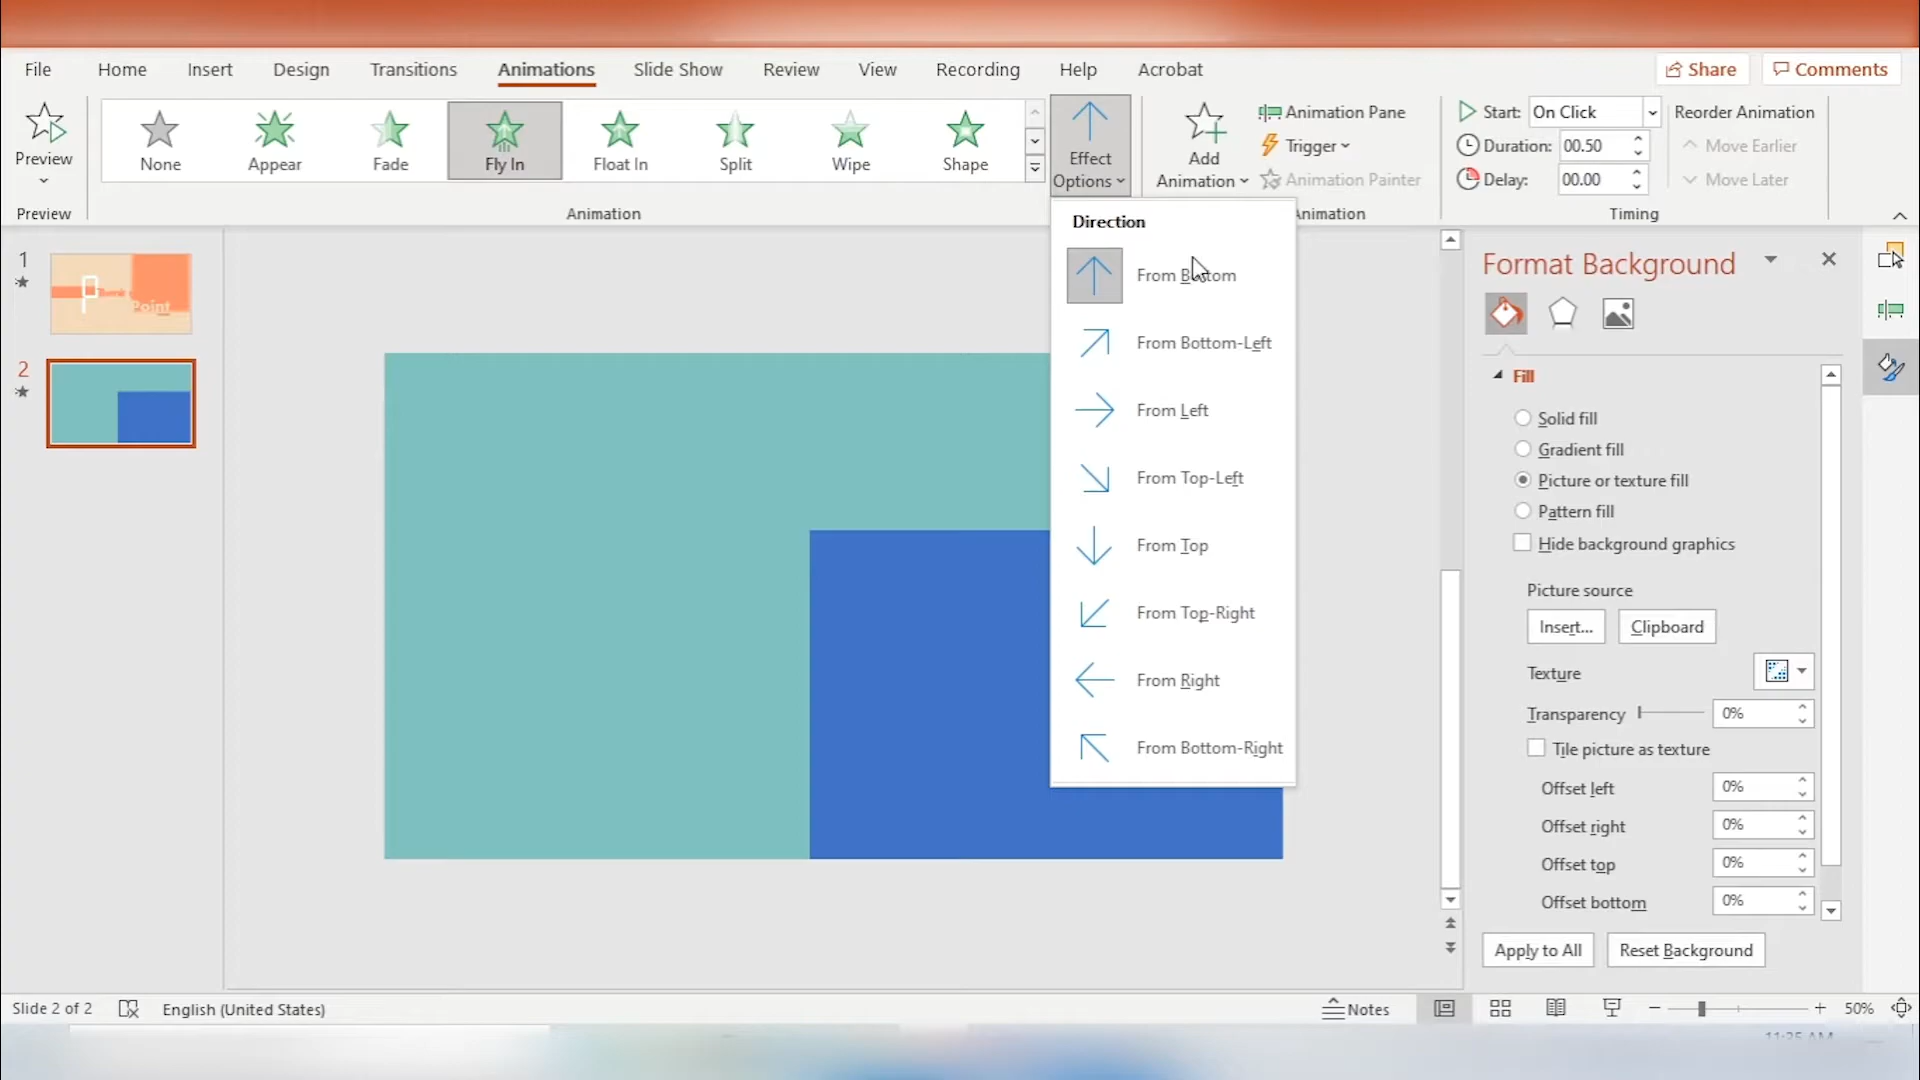 File Home Insert Design Transitions Animations Slide Show Review View Recording Help Acrobat Share Comments
Preview
None Appear Fade Fly In Float In Split Wipe Shape
Effect Options
Add Animation
Animation Pane
Trigger
Animation Painter
Start: On Click
Duration: 00.50
Delay: 00.00
Reorder Animation
Move Earlier
Move Later
Preview Animation nimation Timing
Direction
From Bottom
From Bottom-Left
From Left
From Top-Left
From Top
From Top-Right
From Right
From Bottom-Right
1
P
Point
2
Format Background
Fill
Solid fill
Gradient fill
Picture or texture fill
Pattern fill
Hide background graphics
Picture source
Insert... Clipboard
Texture
Transparency 0%
Tile picture as texture
Offset left 0%
Offset right 0%
Offset top 0%
Offset bottom 0%
Apply to All Reset Background
Slide 2 of 2 English (United States) Notes 50%